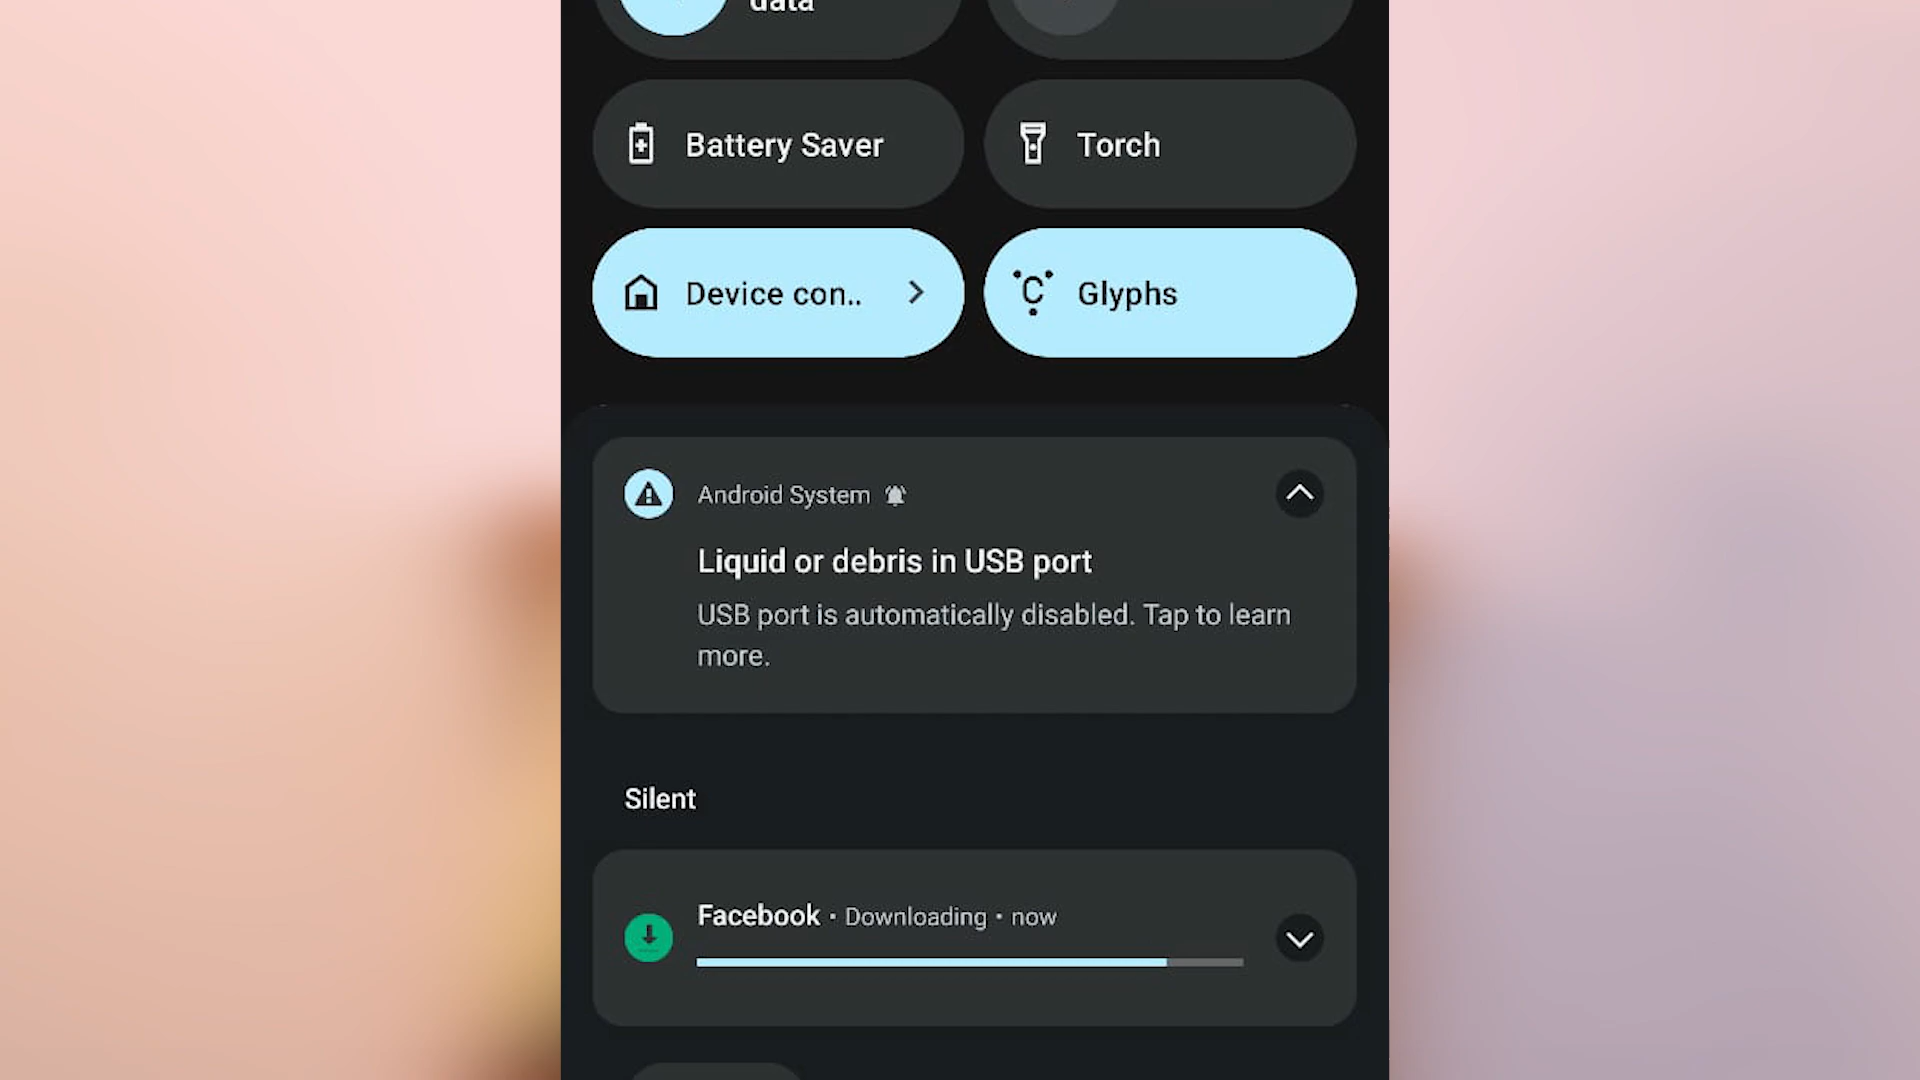 data
Battery Saver
Torch
Device con..
Glyphs
Android System
Liquid or debris in USB port
USB port is automatically disabled. Tap to learn
more.
Silent
Facebook • Downloading • now